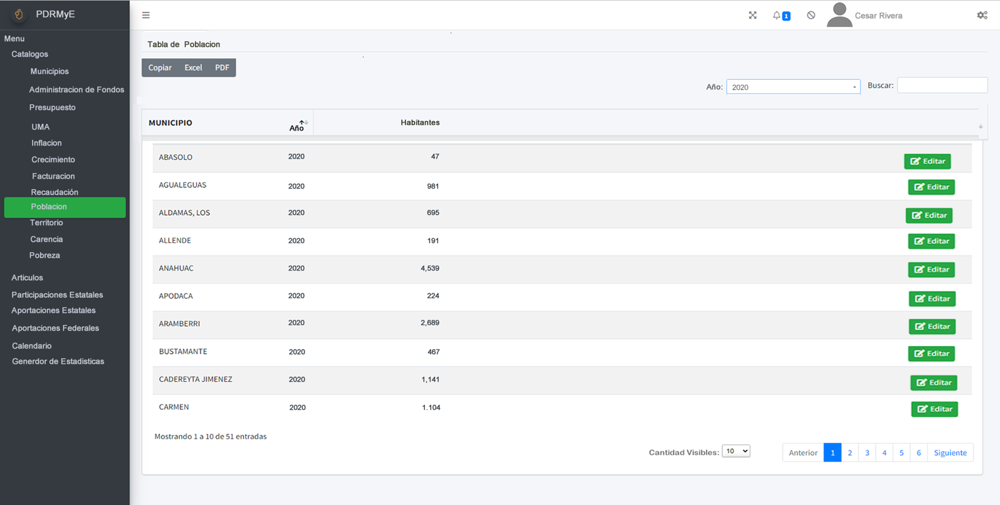 PDRMyE
1
Cesar Rivera
Menu
Catalogos
Municipios
Administracion de Fondos
Presupuesto
UMA
Inflacion
Crecimiento
Facturacion
Recaudación
Poblacion
Territorio
Carencia
Pobreza
Articulos
Participaciones Estatales
Aportaciones Estatales
Aportaciones Federales
Calendario
Generdor de Estadisticas
Tabla de Poblacion
Copiar Excel PDF
Año: 2020 Buscar:
MUNICIPIO Año Habitantes
ABASOLO 2020 47 Editar
AGUALEGUAS 2020 981 Editar
ALDAMAS, LOS 2020 695 Editar
ALLENDE 2020 191 Editar
ANAHUAC 2020 4,539 Editar
APODACA 2020 224 Editar
ARAMBERRI 2020 2,689 Editar
BUSTAMANTE 2020 467 Editar
CADEREYTA JIMENEZ 2020 1,141 Editar
CARMEN 2020 1.104 Editar
Mostrando 1 a 10 de 51 entradas
Cantidad Visibles: 10 Anterior 1 2 3 4 5 6 Siguiente